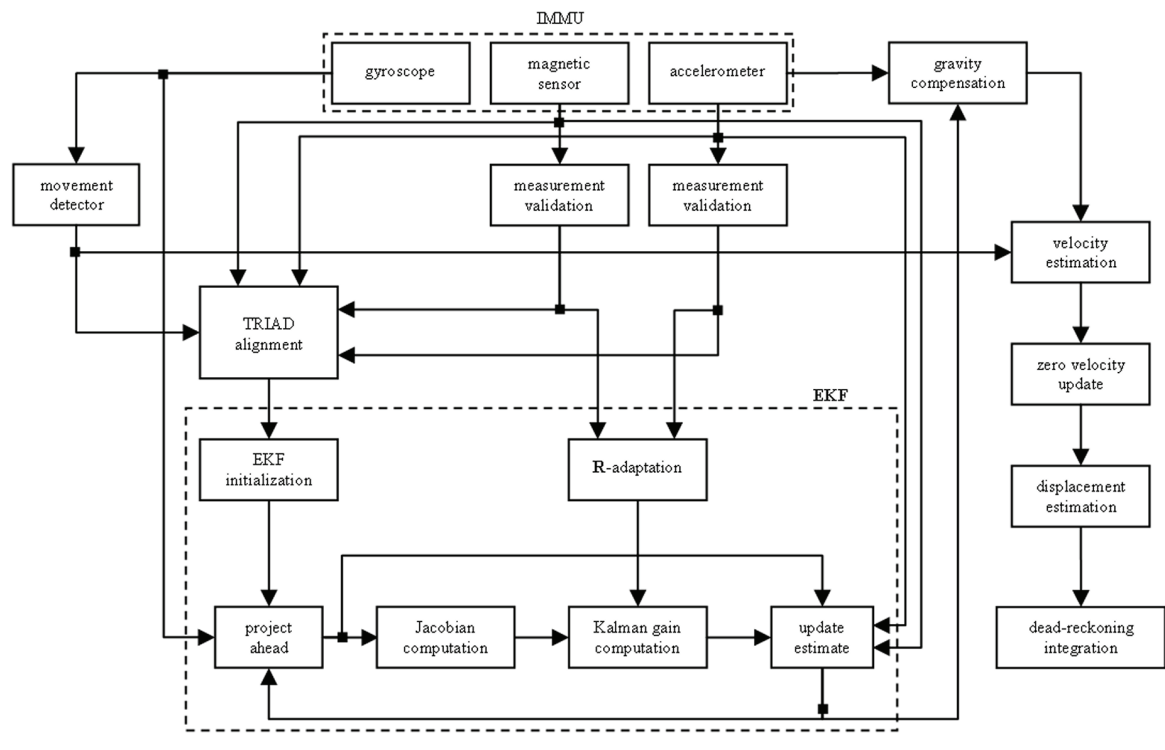 IMMU
gyroscope
magnetic
sensor
accelerometer
gravity
compensation
movement
detector
measurement
validation
measurement
validation
velocity
estimation
TRIAD
alignment
zero velocity
update
EKF
EKF
initialization
R-adaptation
displacement
estimation
project
ahead
Jacobian
computation
Kalman gain
computation
update
estimate
dead-reckoning
integration